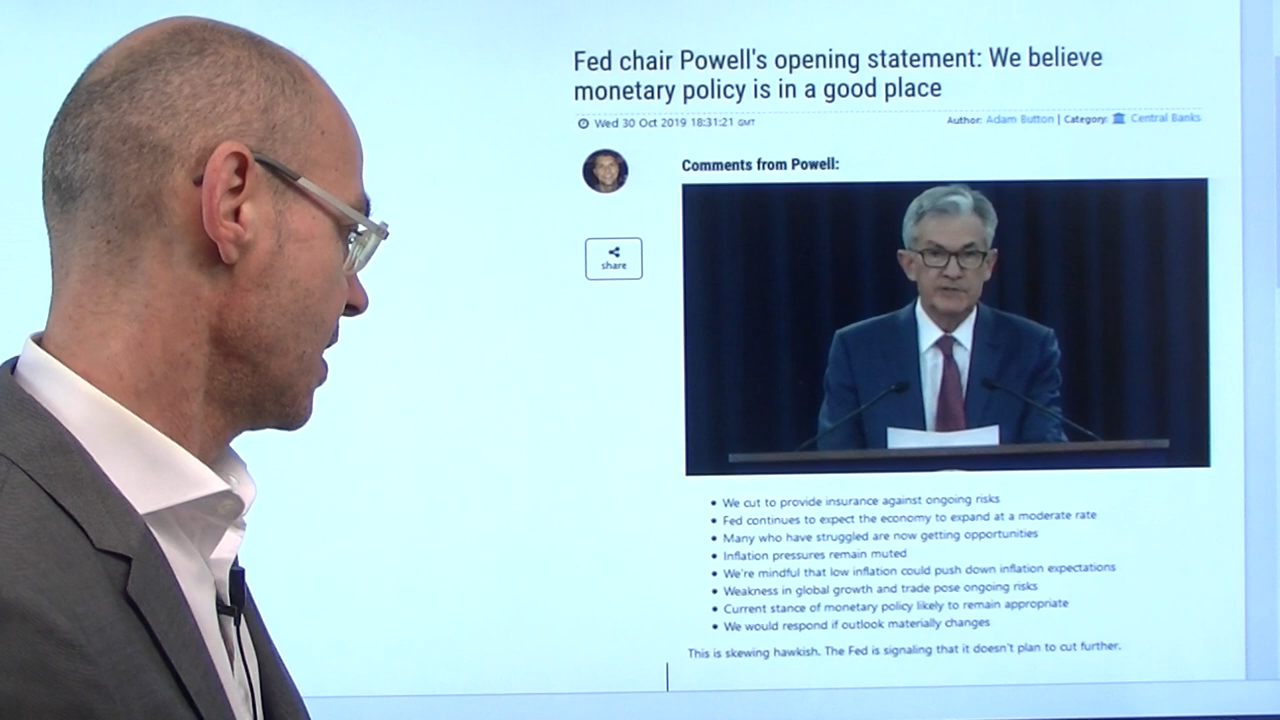 Fed chair Powell's opening statement: We believe
monetary policy is in a good place
Wed 30 Oct 2019 18:31:21 GMT
Author: Adam Button | Category: Central Banks
Comments from Powell:
share
• We cut to provide insurance against ongoing risks
• Fed continues to expect the economy to expand at a moderate rate
• Many who have struggled are now getting opportunities
• Inflation pressures remain muted
• We're mindful that low inflation could push down inflation expectations
• Weakness in global growth and trade pose ongoing risks
• Current stance of monetary policy likely to remain appropriate
• We would respond if outlook materially changes
This is skewing hawkish. The Fed is signaling that it doesn't plan to cut further.